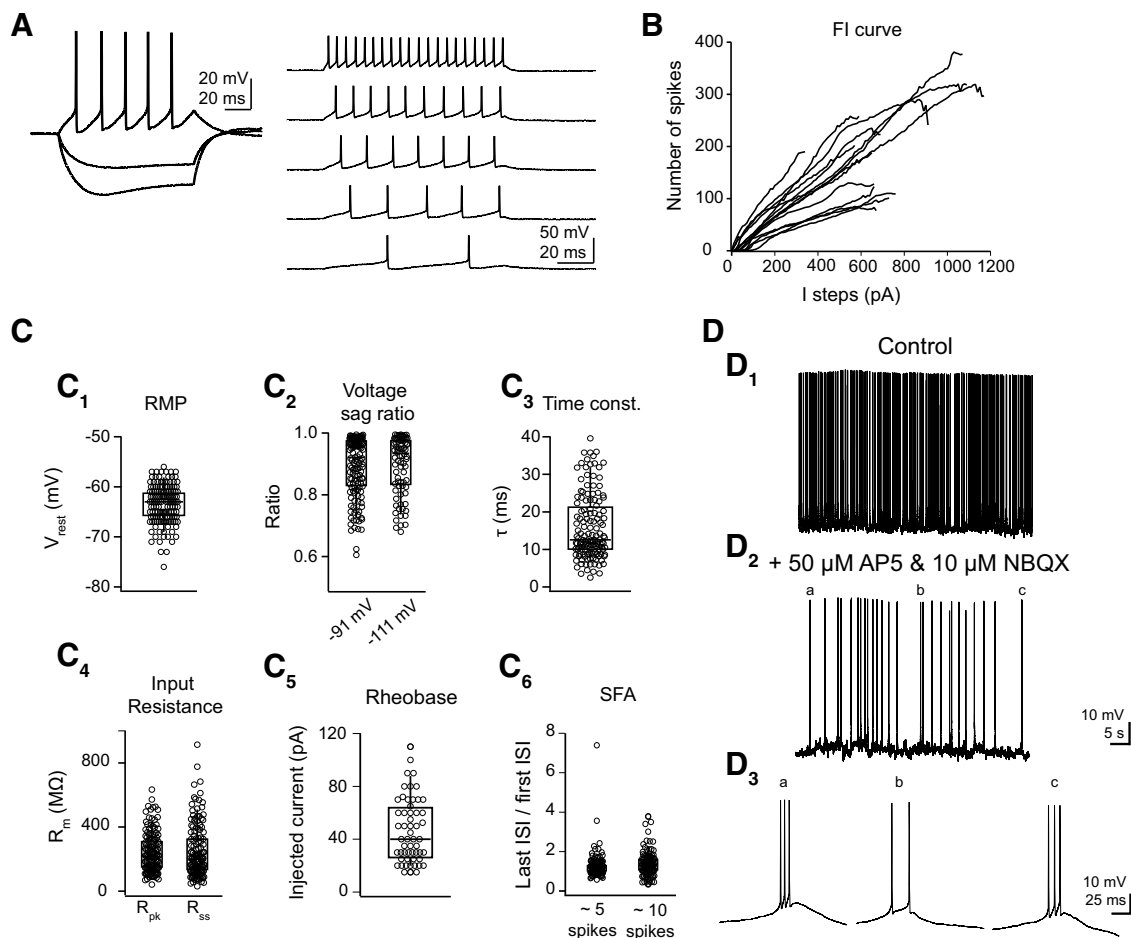 A
20 mV
20 ms
50 mV
20 ms
B
FI curve
Number of spikes
400
300
200
100
0
0 200 400 600 800 1000 1200
I steps (pA)
C
C1
RMP
Vrest (mV)
-50
-60
-70
-80
C2
Voltage
sag ratio
Ratio
1.0
0.8
0.6
-91 mV
-111 mV
C3
Time const.
τ (ms)
40
30
20
10
0
C4
Input
Resistance
Rm (MΩ)
800
400
0
Rpk
Rss
C5
Rheobase
Injected current (pA)
120
80
40
0
C6
SFA
Last ISI / first ISI
8
6
4
2
0
~ 5
spikes
~ 10
spikes
D
D1
Control
D2
+ 50 µM AP5 & 10 µM NBQX
a b c
10 mV
5 s
D3
a b c
10 mV
25 ms